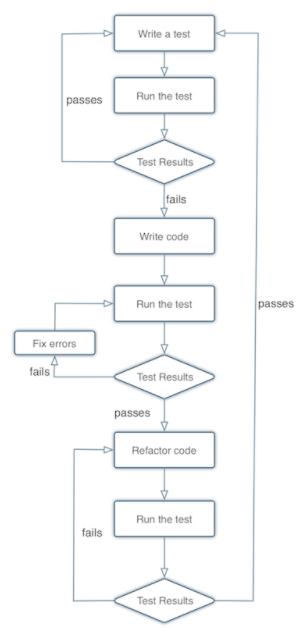 Write a test
passes
Run the test
Test Results
fails
Write code
Run the test
passes
Fix errors
fails
Test Results
passes
Refactor code
Run the test
fails
Test Results